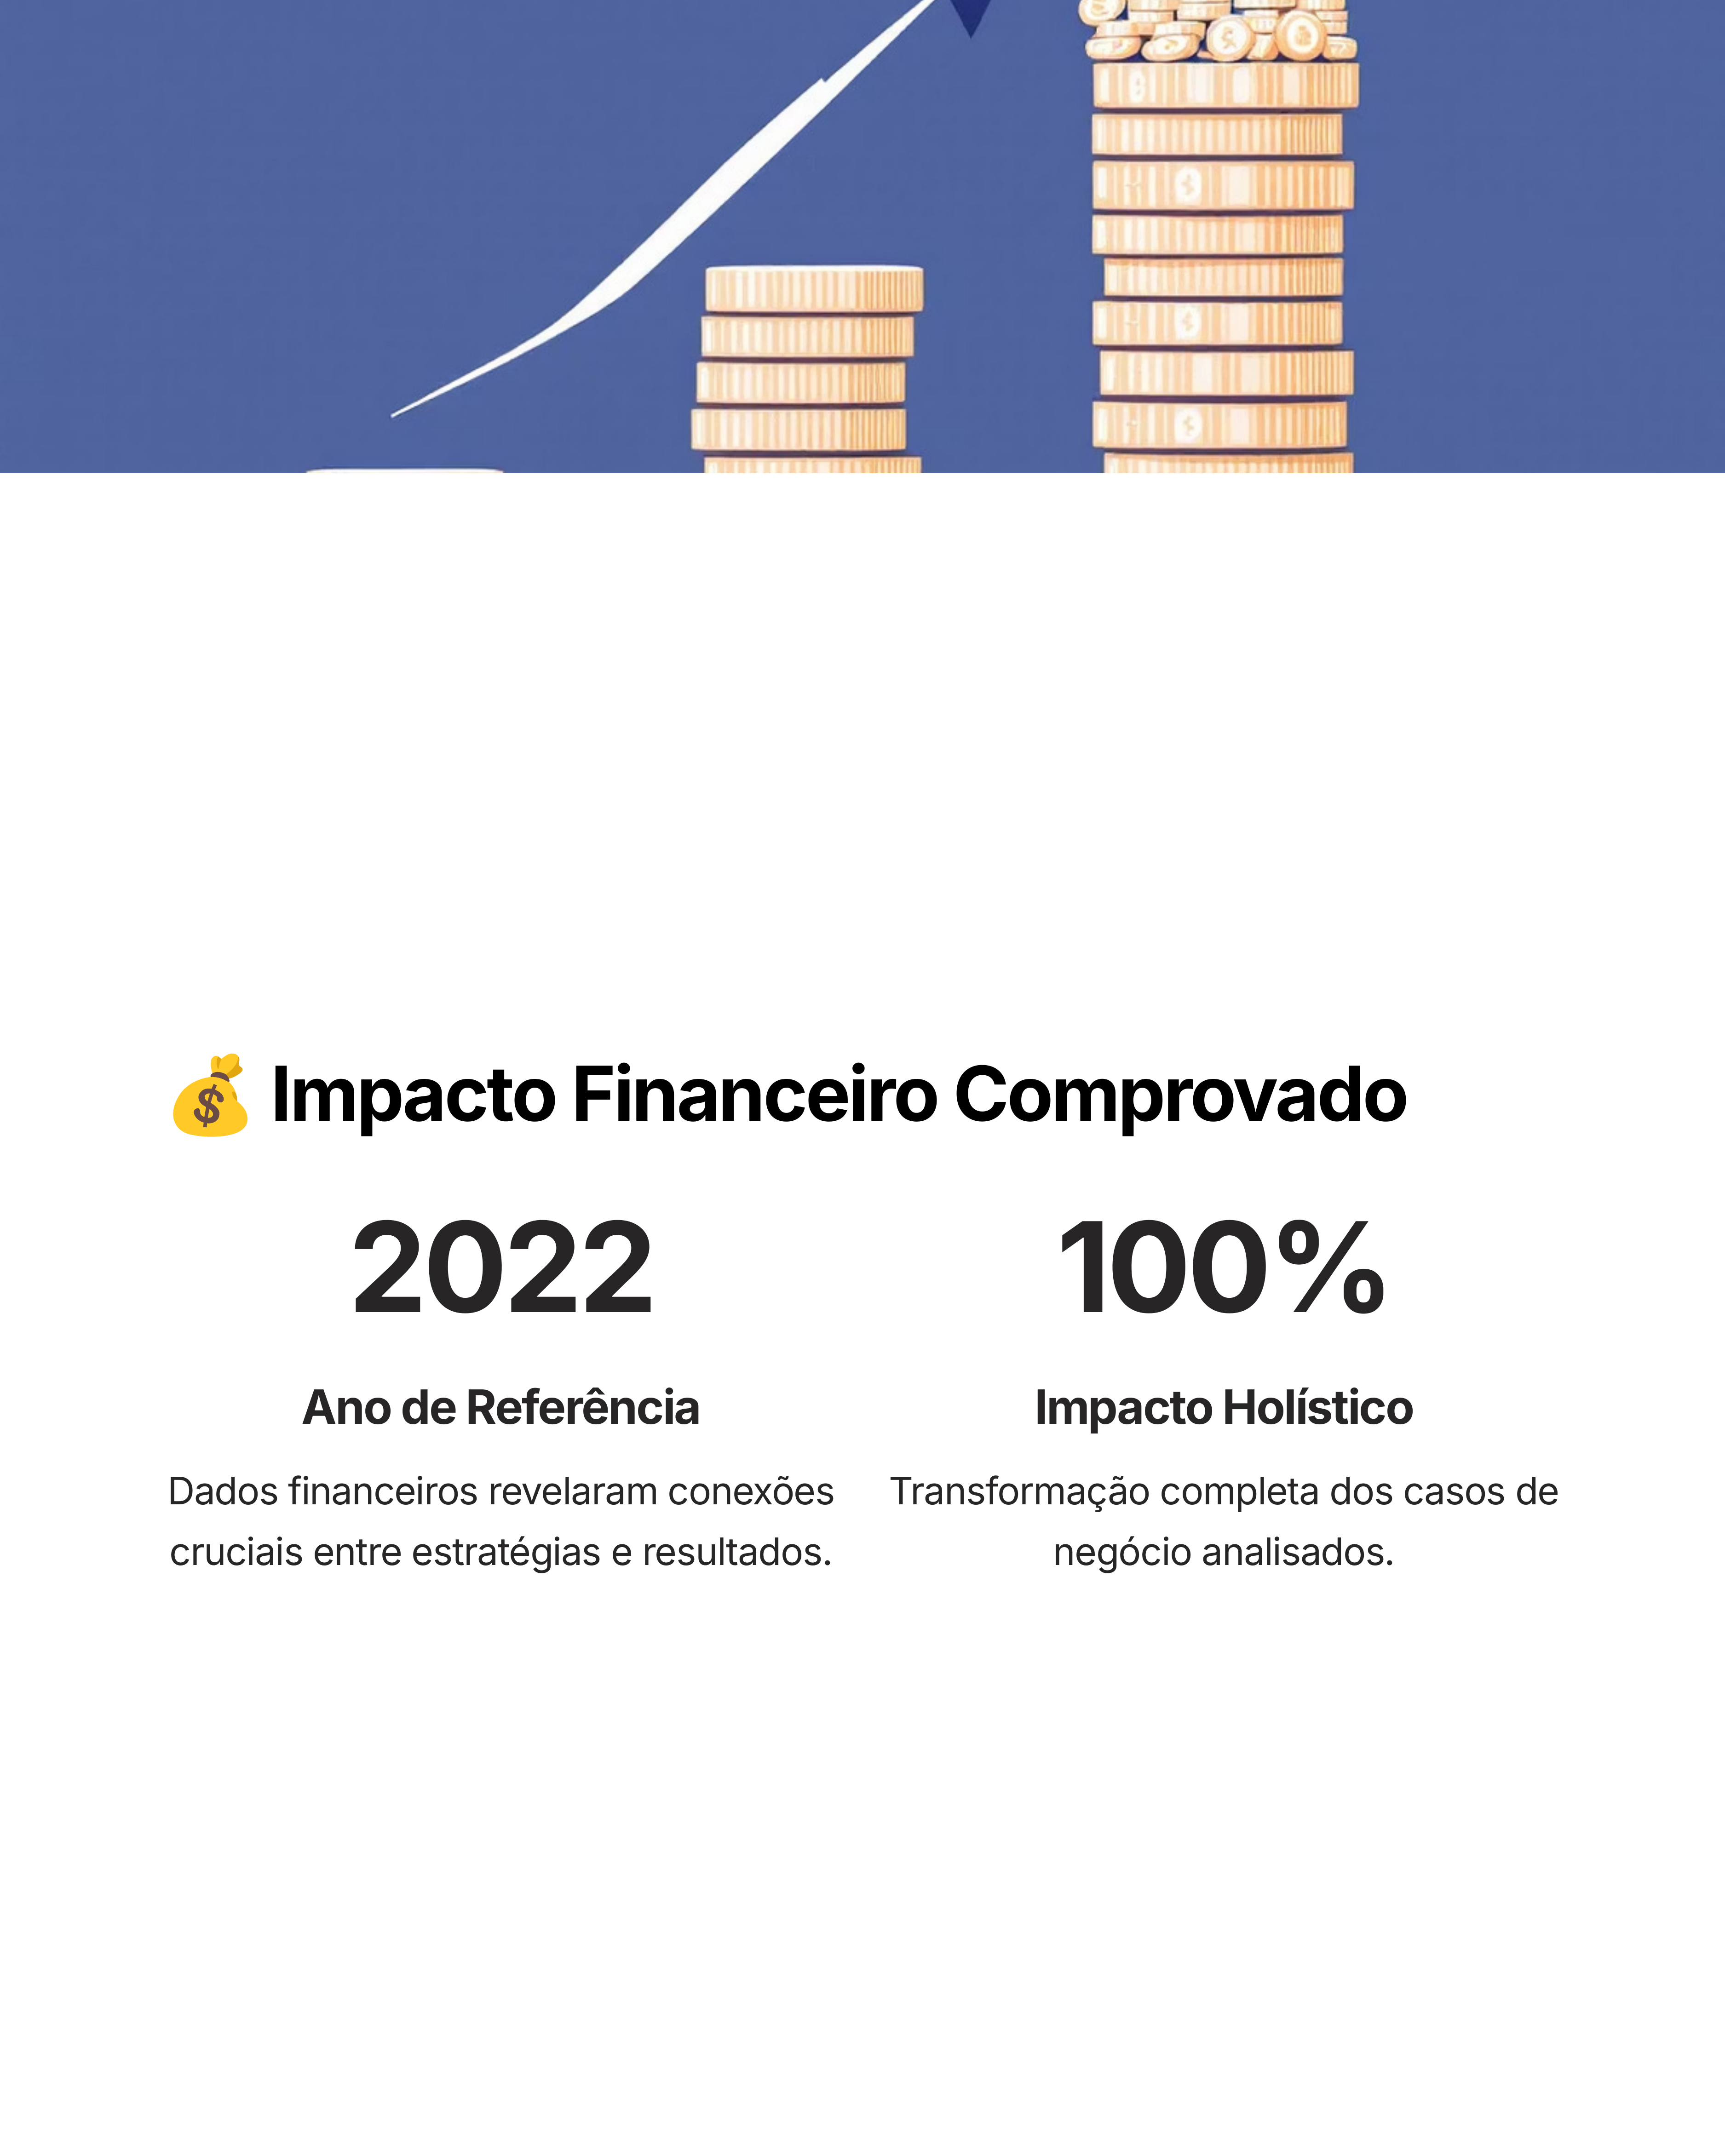 💰 Impacto Financeiro Comprovado
2022
Ano de Referência
Dados financeiros revelaram conexões
cruciais entre estratégias e resultados.
100%
Impacto Holístico
Transformação completa dos casos de
negócio analisados.